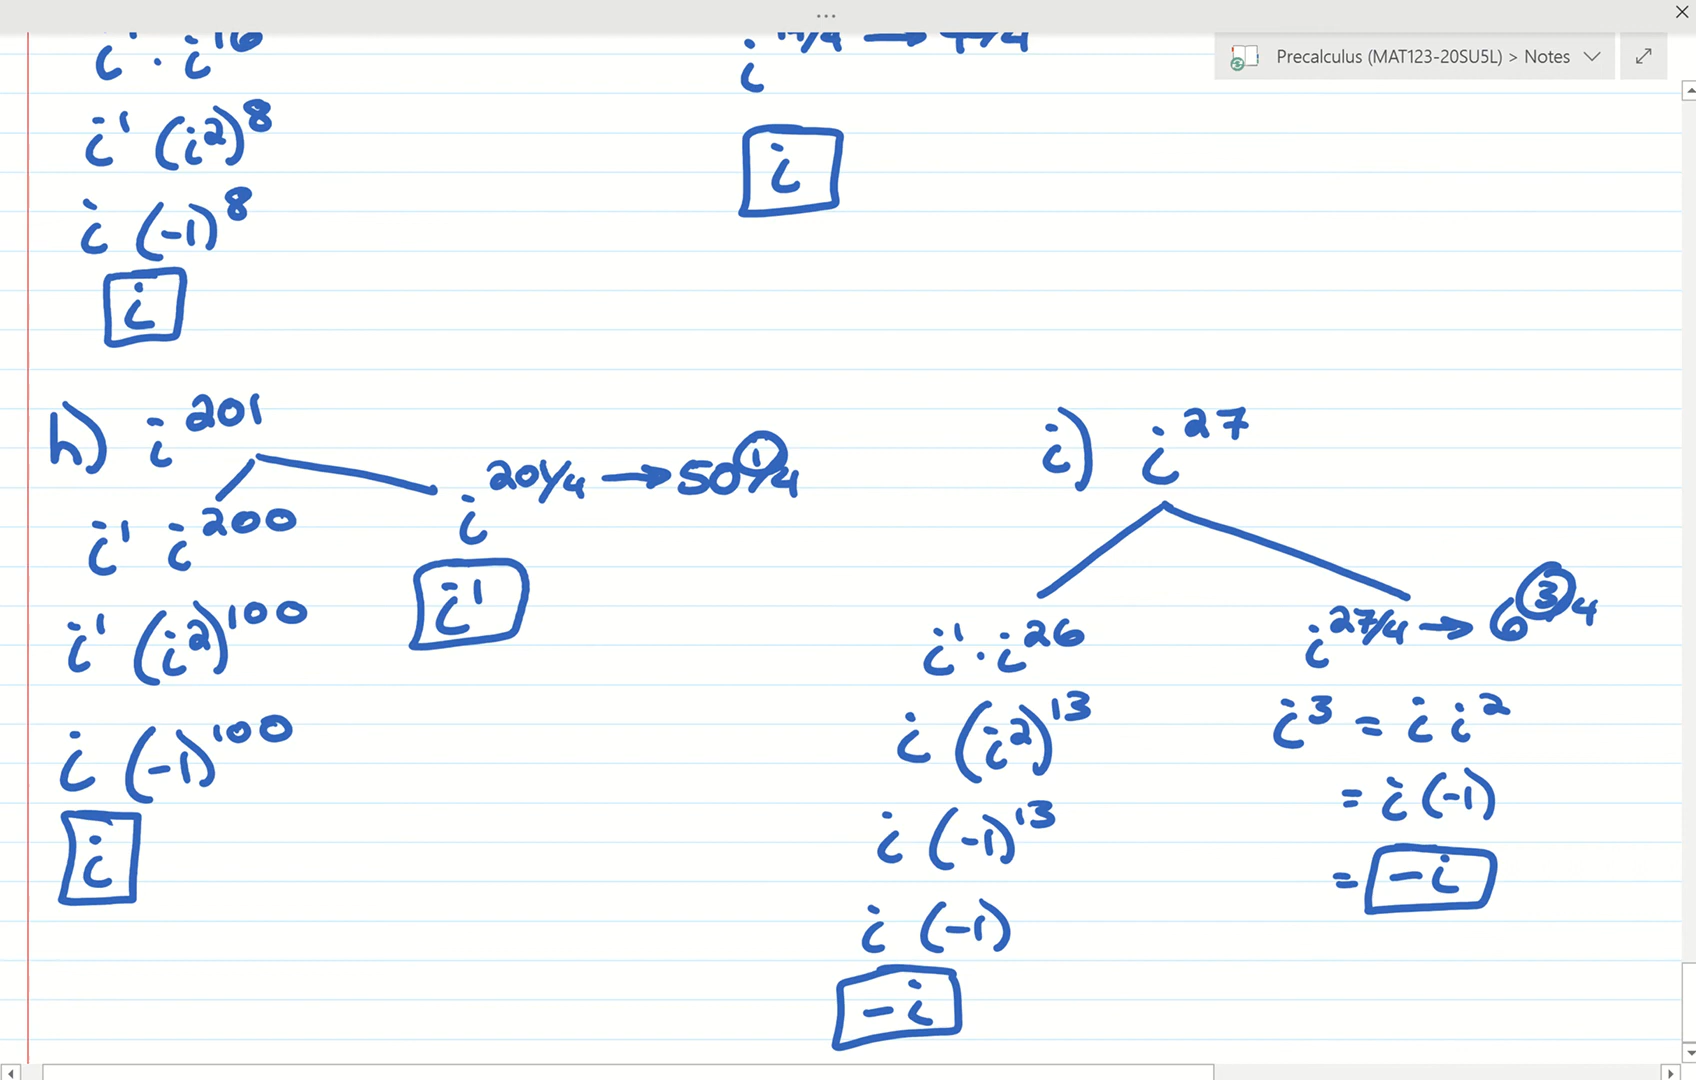 Precalculus (MAT123-20SU5L) > Notes
i¹ · i¹⁶
i¹ (i²)⁸
i (-1)⁸
i
i
h) i²⁰¹
i¹ i²⁰⁰
i¹ (i²)¹⁰⁰
i (-1)¹⁰⁰
i
i^201/4 → 50 1/4
i¹
i) i²⁷
i¹ · i²⁶
i (i²)¹³
i (-1)¹³
i (-1)
-i
i^27/4 → 6 3/4
i³ = i i²
= i (-1)
= -i